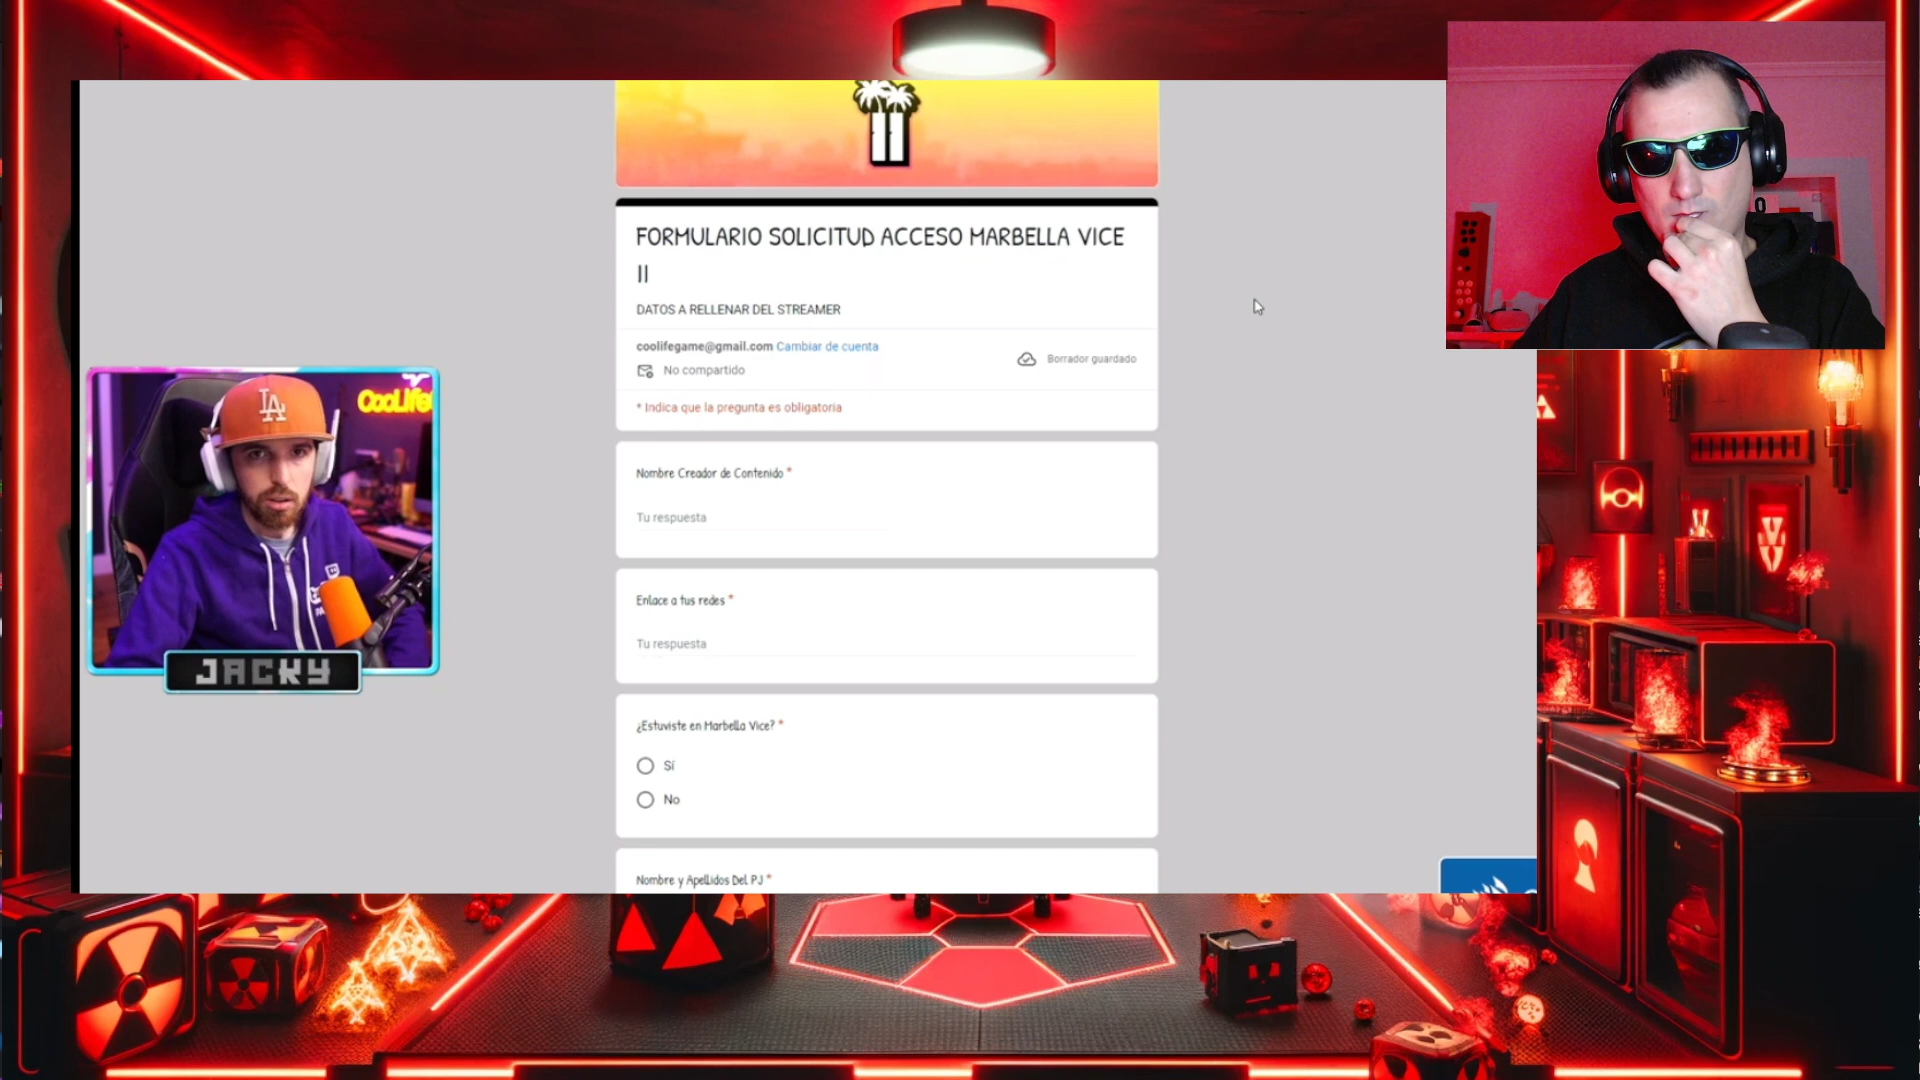 FORMULARIO SOLICITUD ACCESO MARBELLA VICE
II
DATOS A RELLENAR DEL STREAMER
coolifegame@gmail.com Cambiar de cuenta
No compartido
Borrador guardado
* Indica que la pregunta es obligatoria
Nombre Creador de Contenido *
Tu respuesta
Enlace a tus redes *
Tu respuesta
¿Estuviste en Marbella Vice? *
Sí
No
Nombre y Apellidos Del PJ *
CooLife
LA
JACKY